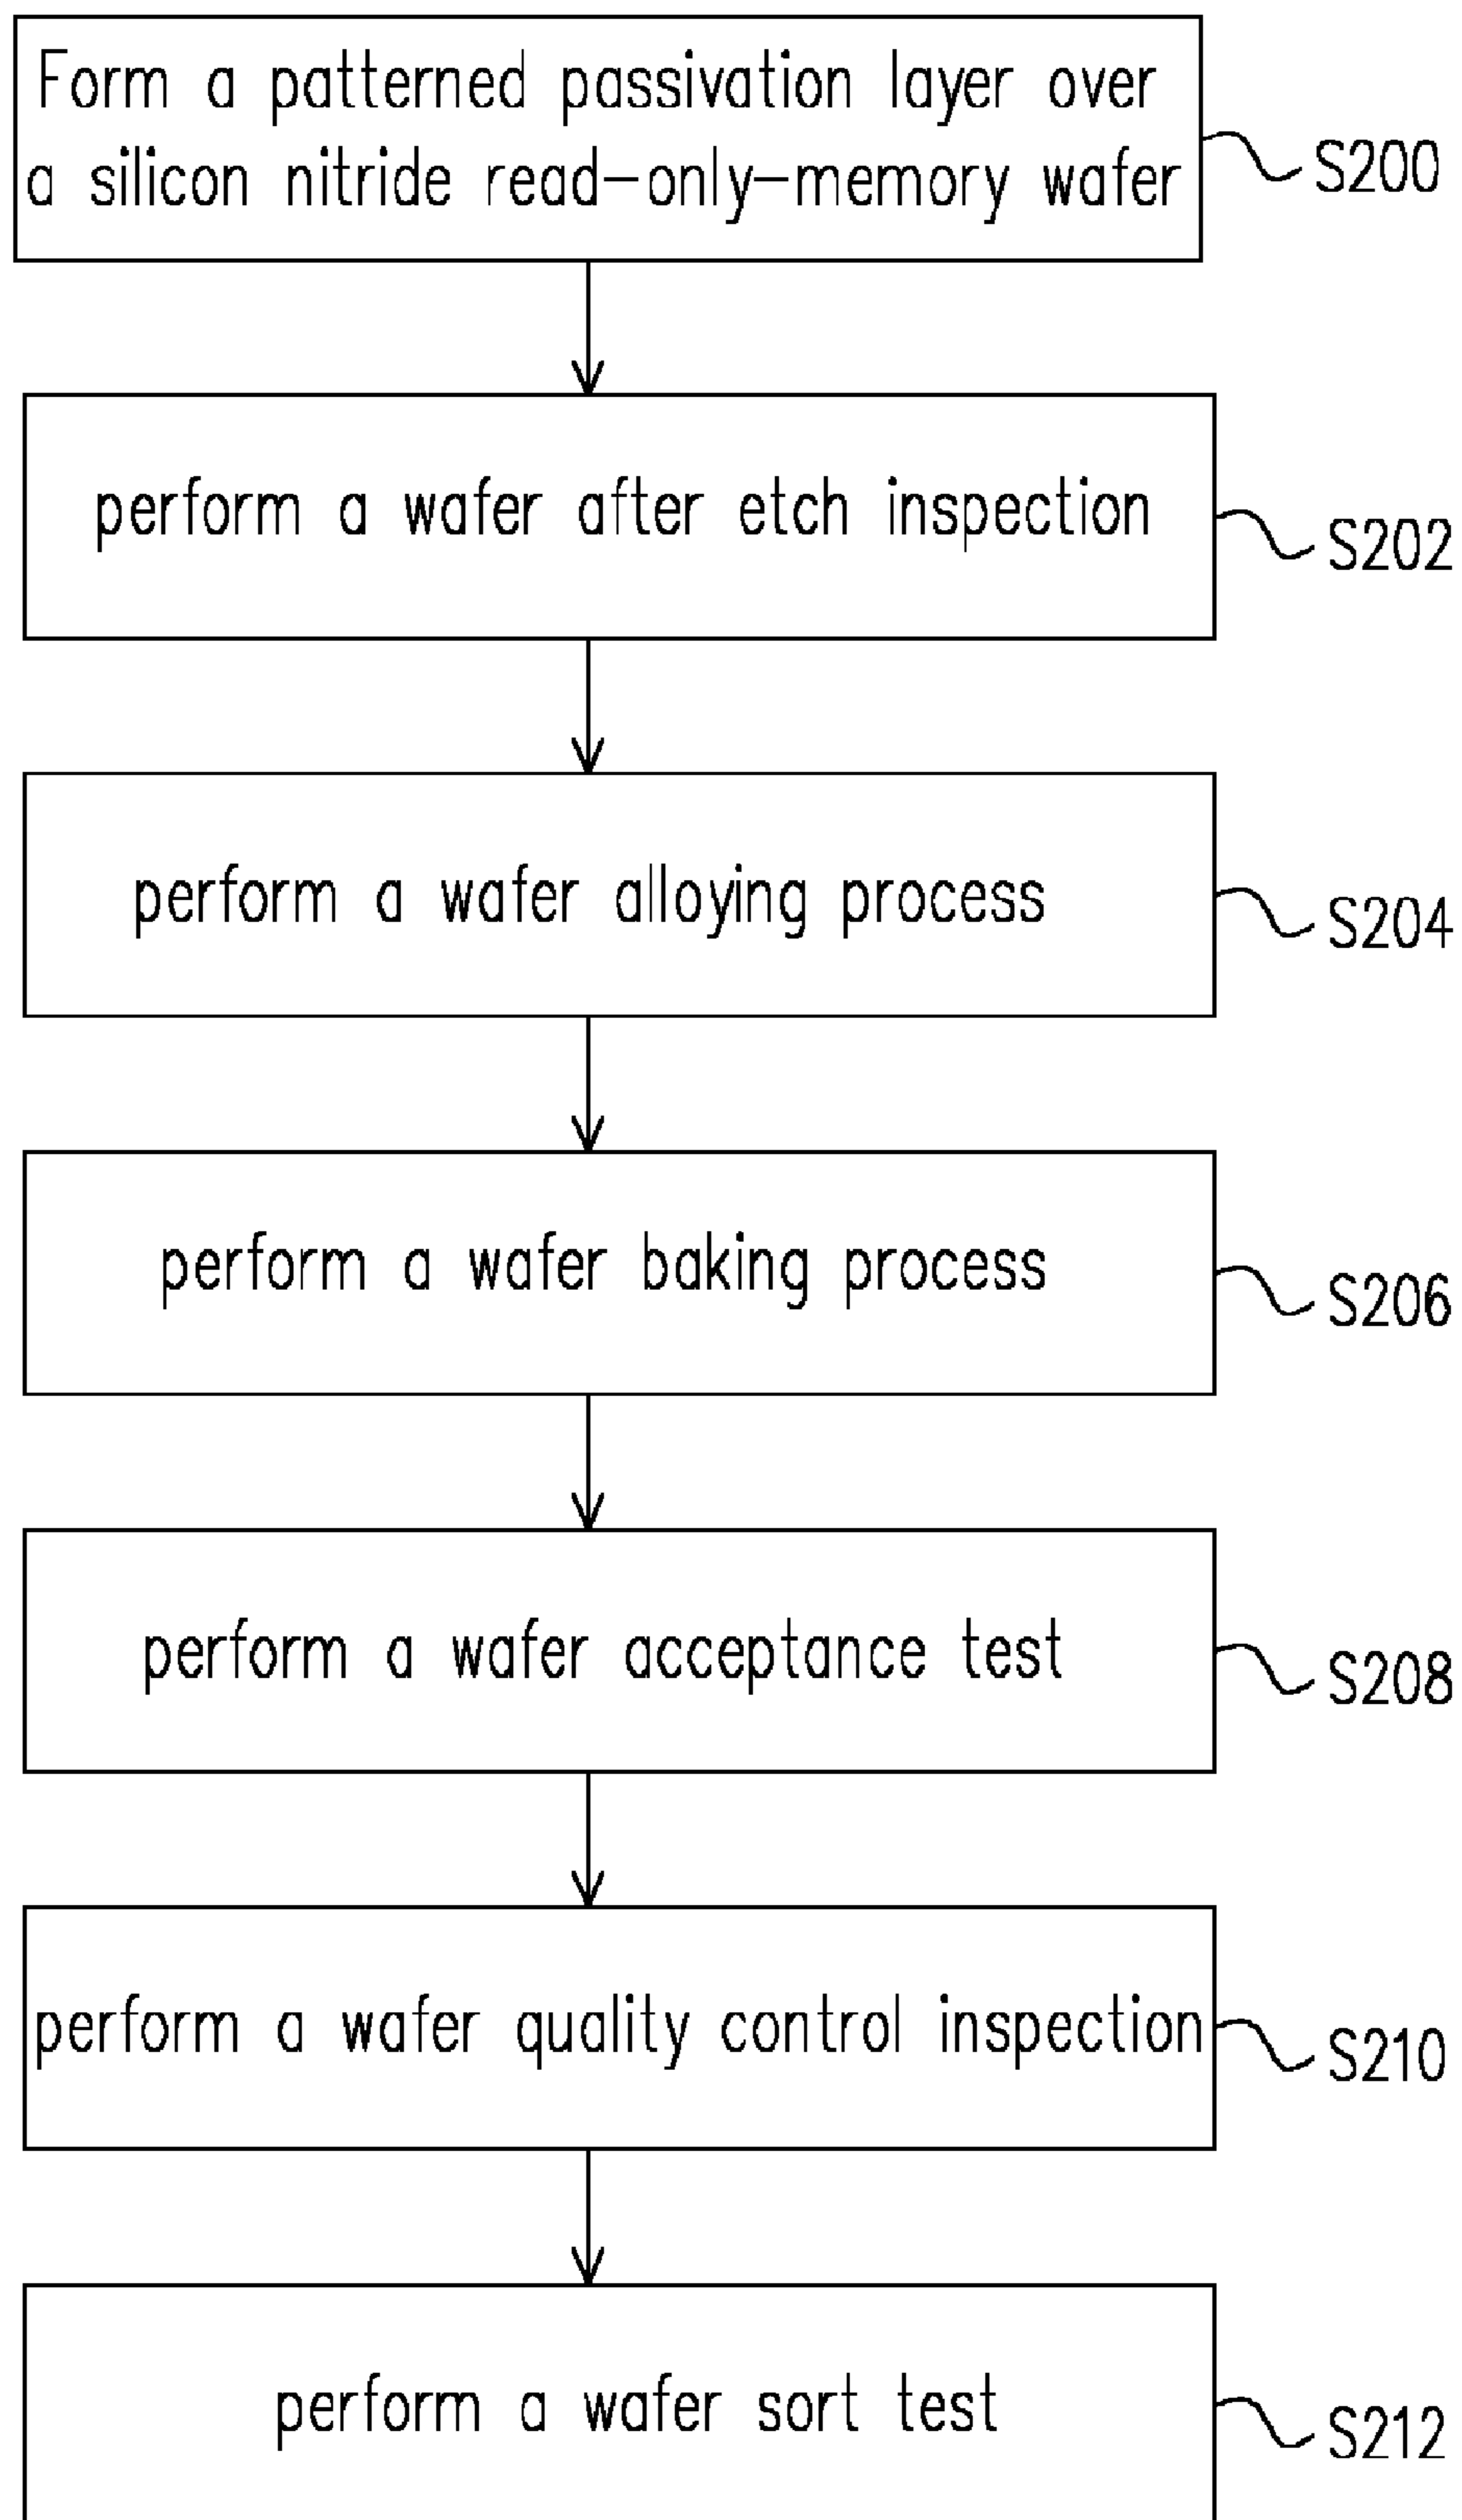 Form a patterned passivation layer over
a silicon nitride read-only-memory wafer
S200
perform a wafer after etch inspection
S202
perform a wafer alloying process
S204
perform a wafer baking process
S206
perform a wafer acceptance test
S208
perform a wafer quality control inspection
S210
perform a wafer sort test
S212